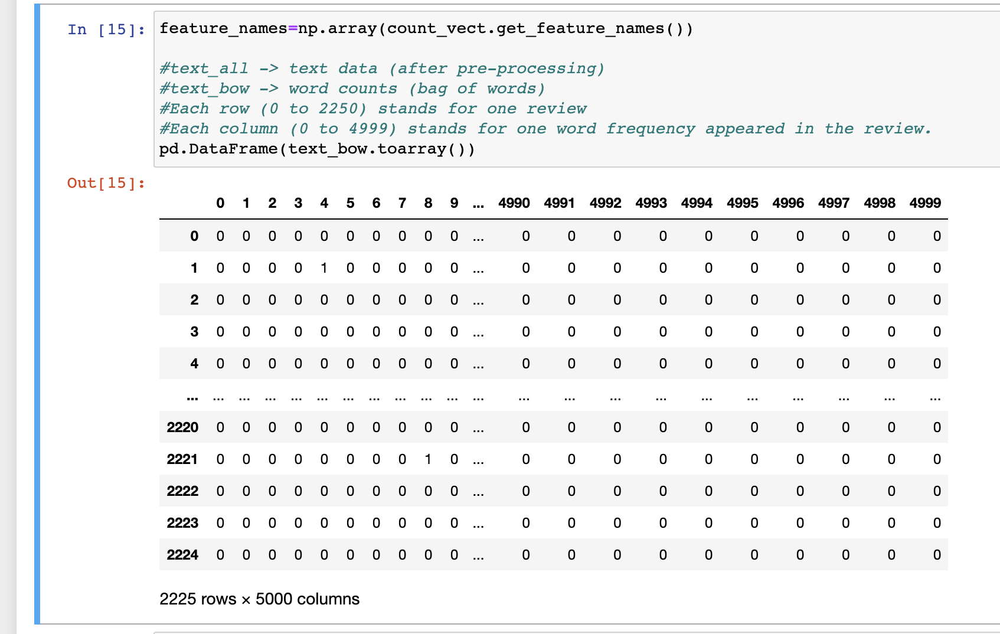 In [15]: feature_names=np.array(count_vect.get_feature_names())
#text_all -> text data (after pre-processing)
#text_bow -> word counts (bag of words)
#Each row (0 to 2250) stands for one review
#Each column (0 to 4999) stands for one word frequency appeared in the review.
pd.DataFrame(text_bow.toarray())
Out[15]:
0 1 2 3 4 5 6 7 8 9 ... 4990 4991 4992 4993 4994 4995 4996 4997 4998 4999
0 0 0 0 0 0 0 0 0 0 0 ... 0 0 0 0 0 0 0 0 0 0
1 0 0 0 0 1 0 0 0 0 0 ... 0 0 0 0 0 0 0 0 0 0
2 0 0 0 0 0 0 0 0 0 0 ... 0 0 0 0 0 0 0 0 0 0
3 0 0 0 0 0 0 0 0 0 0 ... 0 0 0 0 0 0 0 0 0 0
4 0 0 0 0 0 0 0 0 0 0 ... 0 0 0 0 0 0 0 0 0 0
... ... ... ... ... ... ... ... ... ... ... ... ... ... ... ... ... ... ... ... ... ...
2220 0 0 0 0 0 0 0 0 0 0 ... 0 0 0 0 0 0 0 0 0 0
2221 0 0 0 0 0 0 0 0 1 0 ... 0 0 0 0 0 0 0 0 0 0
2222 0 0 0 0 0 0 0 0 0 0 ... 0 0 0 0 0 0 0 0 0 0
2223 0 0 0 0 0 0 0 0 0 0 ... 0 0 0 0 0 0 0 0 0 0
2224 0 0 0 0 0 0 0 0 0 0 ... 0 0 0 0 0 0 0 0 0 0
2225 rows × 5000 columns